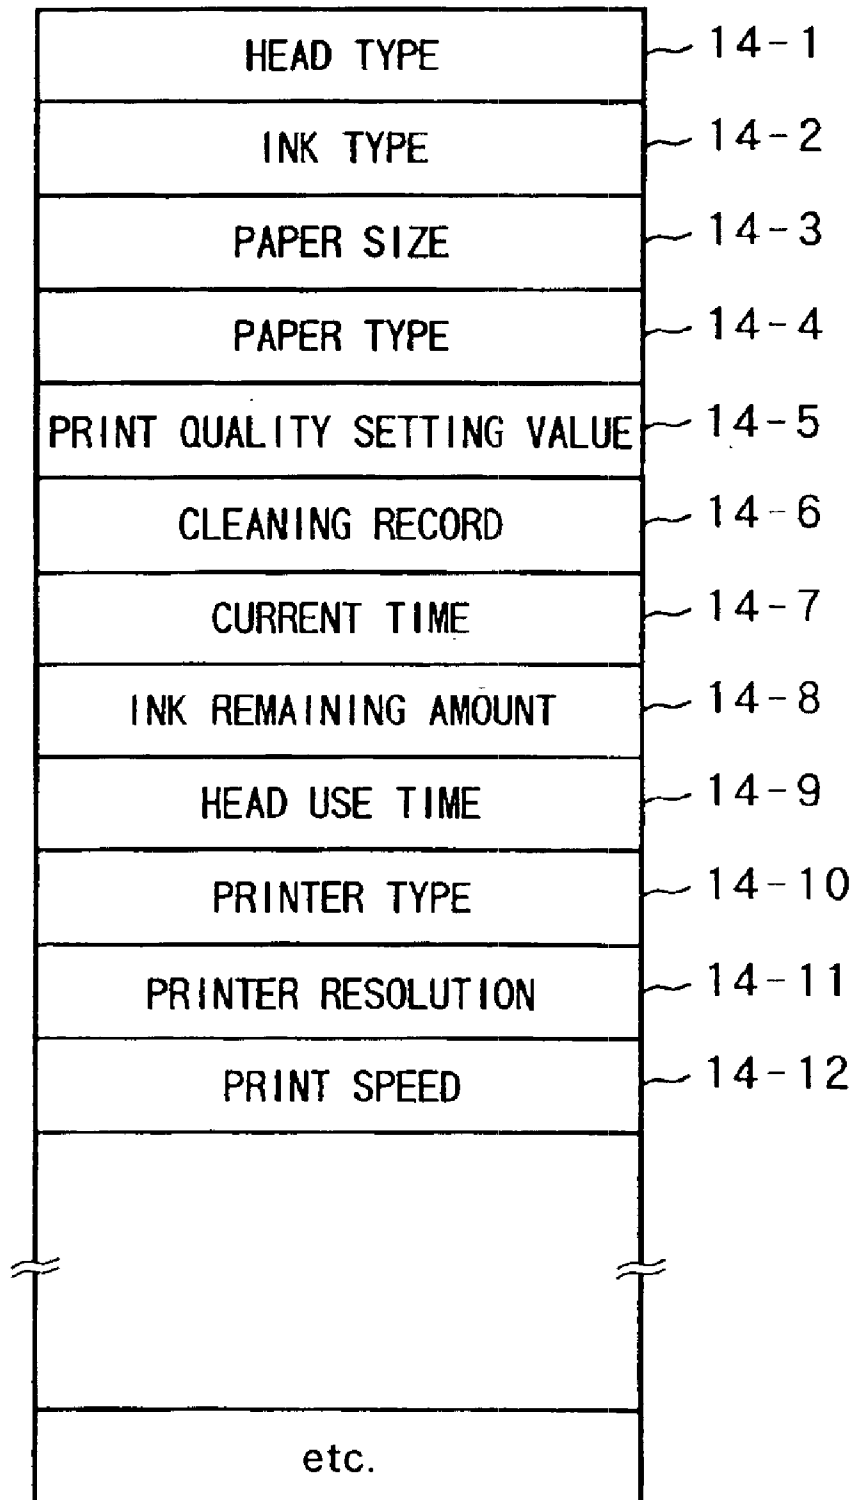 HEAD TYPE 14-1
INK TYPE 14-2
PAPER SIZE 14-3
PAPER TYPE 14-4
PRINT QUALITY SETTING VALUE 14-5
CLEANING RECORD 14-6
CURRENT TIME 14-7
INK REMAINING AMOUNT 14-8
HEAD USE TIME 14-9
PRINTER TYPE 14-10
PRINTER RESOLUTION 14-11
PRINT SPEED 14-12
etc.